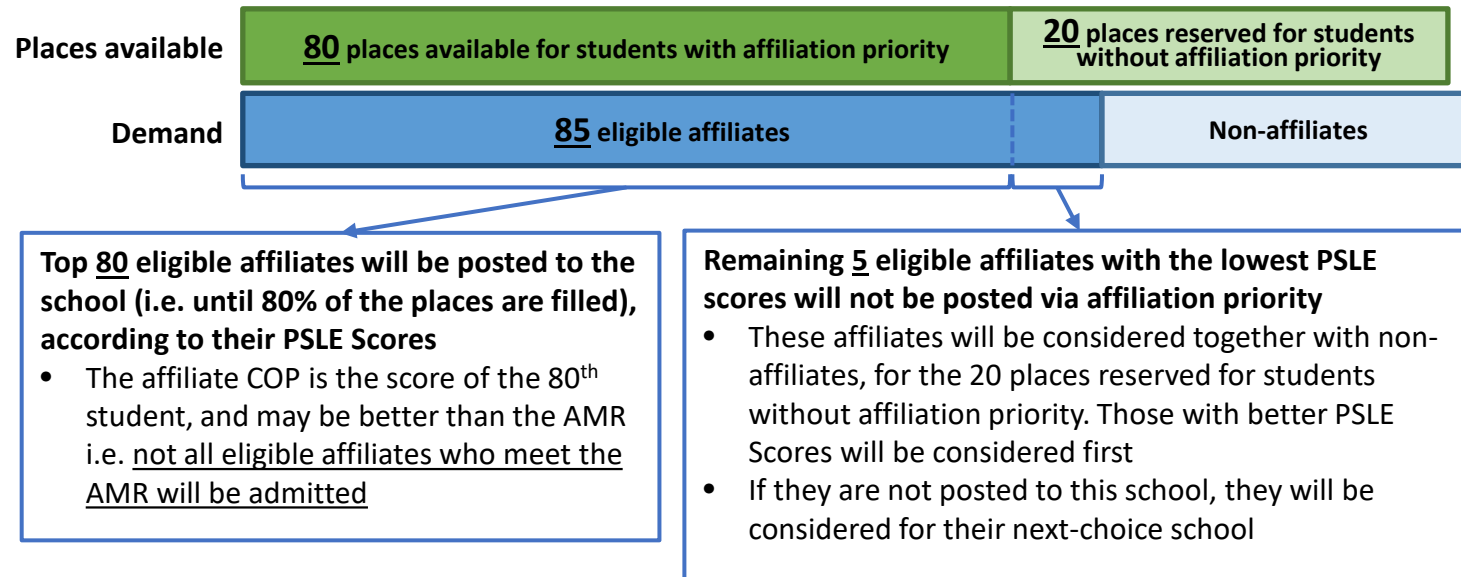 Places available
80 places available for students with affiliation priority
20 places reserved for students
without affiliation priority
Demand
85 eligible affiliates
Non-affiliates
Top 80 eligible affiliates will be posted to the
school (i.e. until 80% of the places are filled),
according to their PSLE Scores
• The affiliate COP is the score of the 80th
student, and may be better than the AMR
i.e. not all eligible affiliates who meet the
AMR will be admitted
Remaining 5 eligible affiliates with the lowest PSLE
scores will not be posted via affiliation priority
• These affiliates will be considered together with non-
affiliates, for the 20 places reserved for students
without affiliation priority. Those with better PSLE
Scores will be considered first
• If they are not posted to this school, they will be
considered for their next-choice school